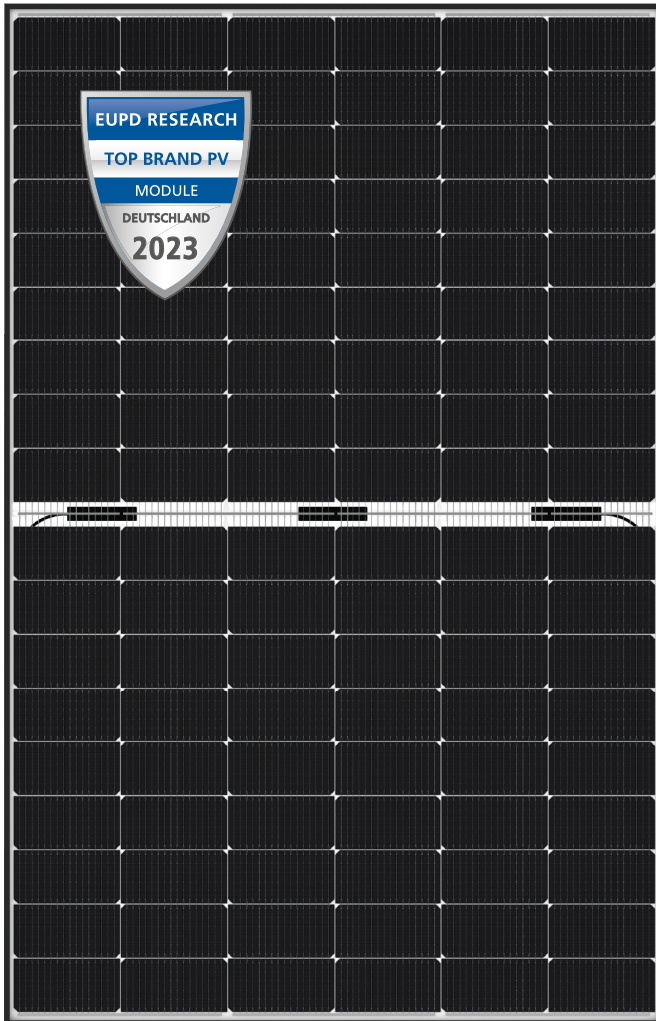 EUPD RESEARCH
TOP BRAND PV
MODULE
DEUTSCHLAND
2023